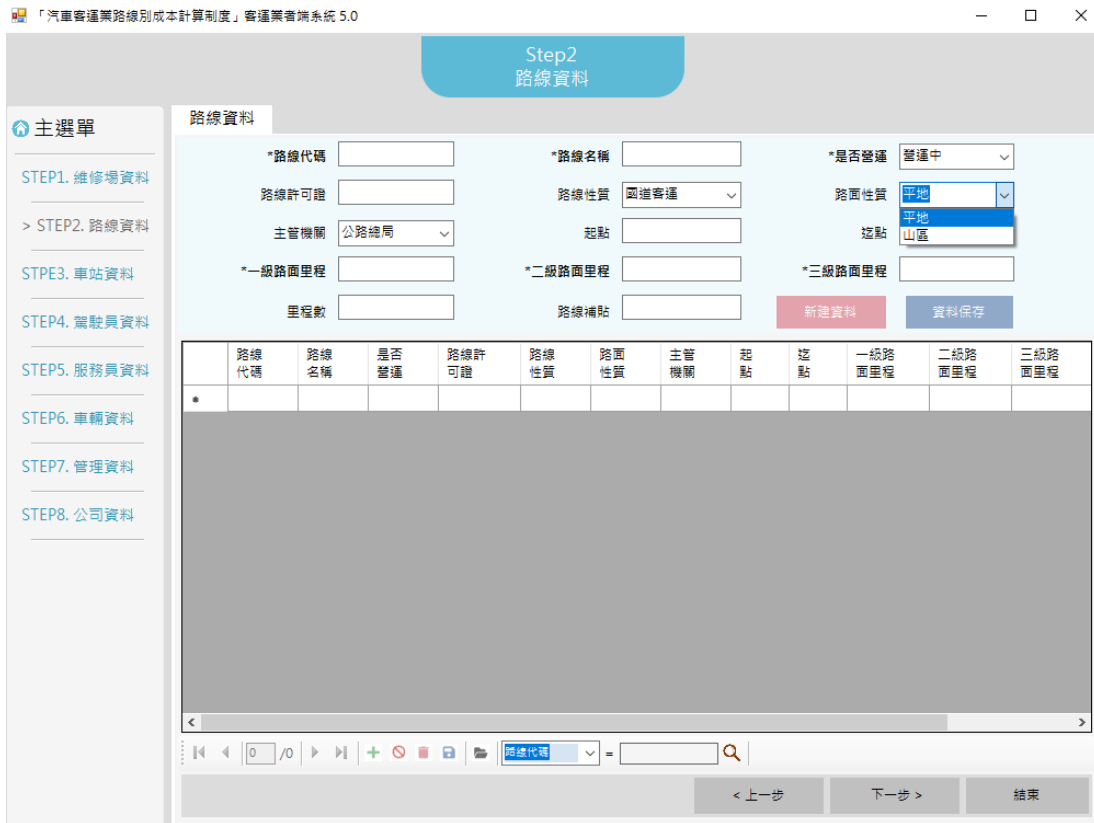 「汽車客運業路線別成本計算制度」客運業者端系統 5.0
Step2
路線資料
主選單
STEP1. 維修場資料
> STEP2. 路線資料
STPE3. 車站資料
STEP4. 駕駛員資料
STEP5. 服務員資料
STEP6. 車輛資料
STEP7. 管理資料
STEP8. 公司資料
路線資料
*路線代碼 *路線名稱 *是否營運 營運中
路線許可證 路線性質 國道客運 路面性質 平地
平地
山區
主管機關 公路總局 起點 迄點
*一級路面里程 *二級路面里程 *三級路面里程
里程數 路線補貼 新建資料 資料保存
路線代碼 路線名稱 是否營運 路線許可證 路線性質 路面性質 主管機關 起點 迄點 一級路面里程 二級路面里程 三級路面里程
*
0 /0 路線代碼 =
< 上一步 下一步 > 結束